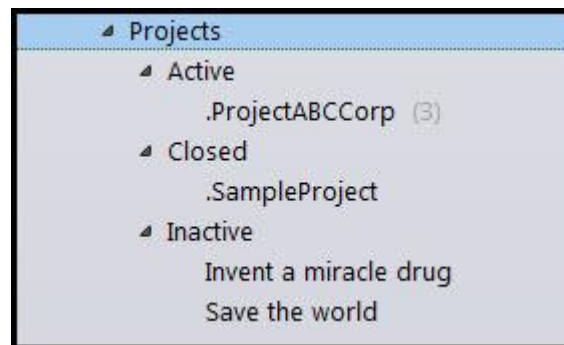 Projects
Active
.ProjectABCCorp (3)
Closed
.SampleProject
Inactive
Invent a miracle drug
Save the world